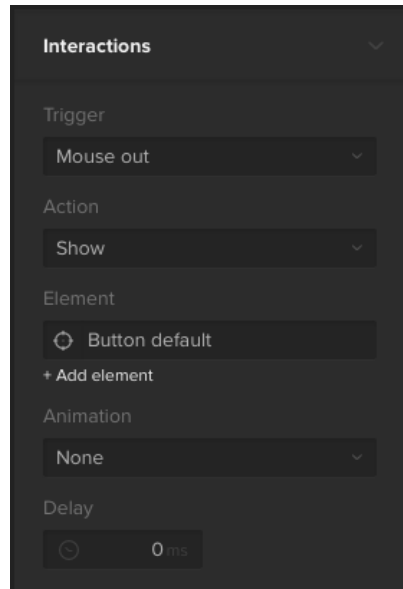 Interactions
Trigger
Mouse out
Action
Show
Element
Button default
+ Add element
Animation
None
Delay
0 ms